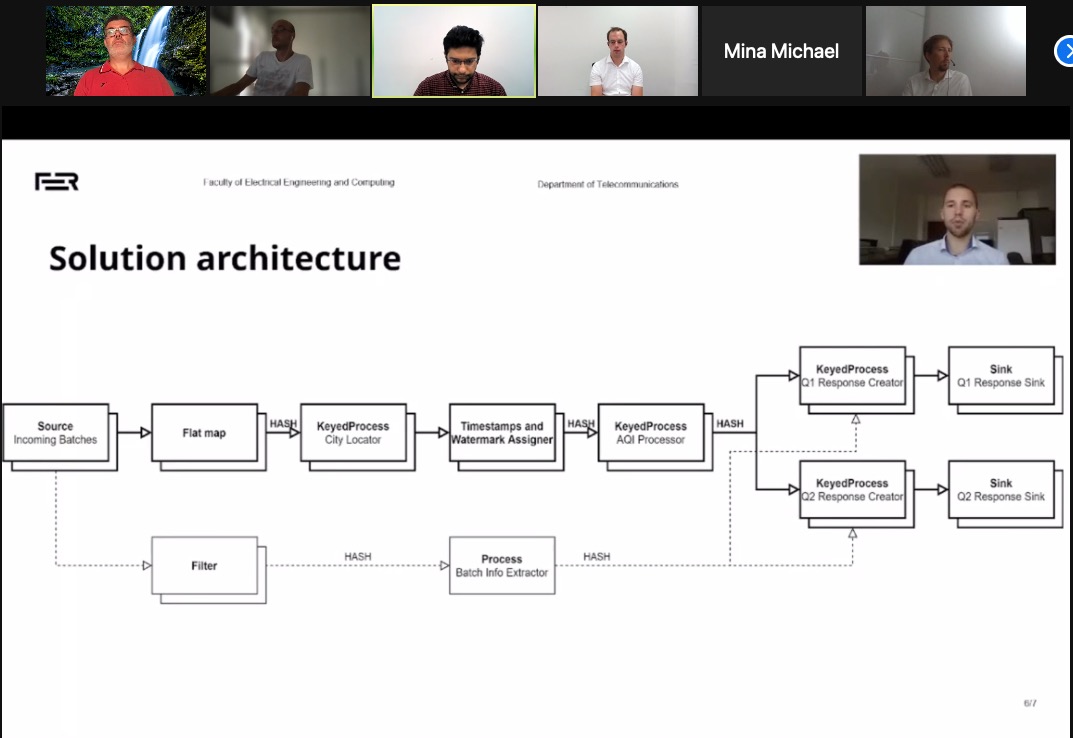 Mina Michael
FER
Faculty of Electrical Engineering and Computing
Department of Telecommunications
Solution architecture
Source
Incoming Batches
Flat map
HASH
KeyedProcess
City Locator
Timestamps and
Watermark Assigner
HASH
KeyedProcess
AQI Processor
HASH
KeyedProcess
Q1 Response Creator
Sink
Q1 Response Sink
KeyedProcess
Q2 Response Creator
Sink
Q2 Response Sink
Filter
HASH
Process
Batch Info Extractor
HASH
6/7